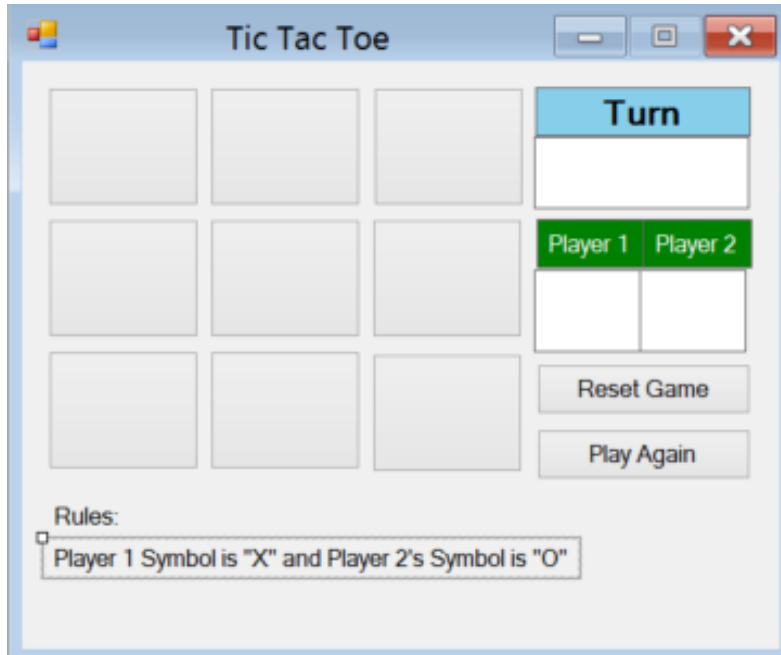 Tic Tac Toe
Turn
Player 1 Player 2
Reset Game
Play Again
Rules:
Player 1 Symbol is "X" and Player 2's Symbol is "O"